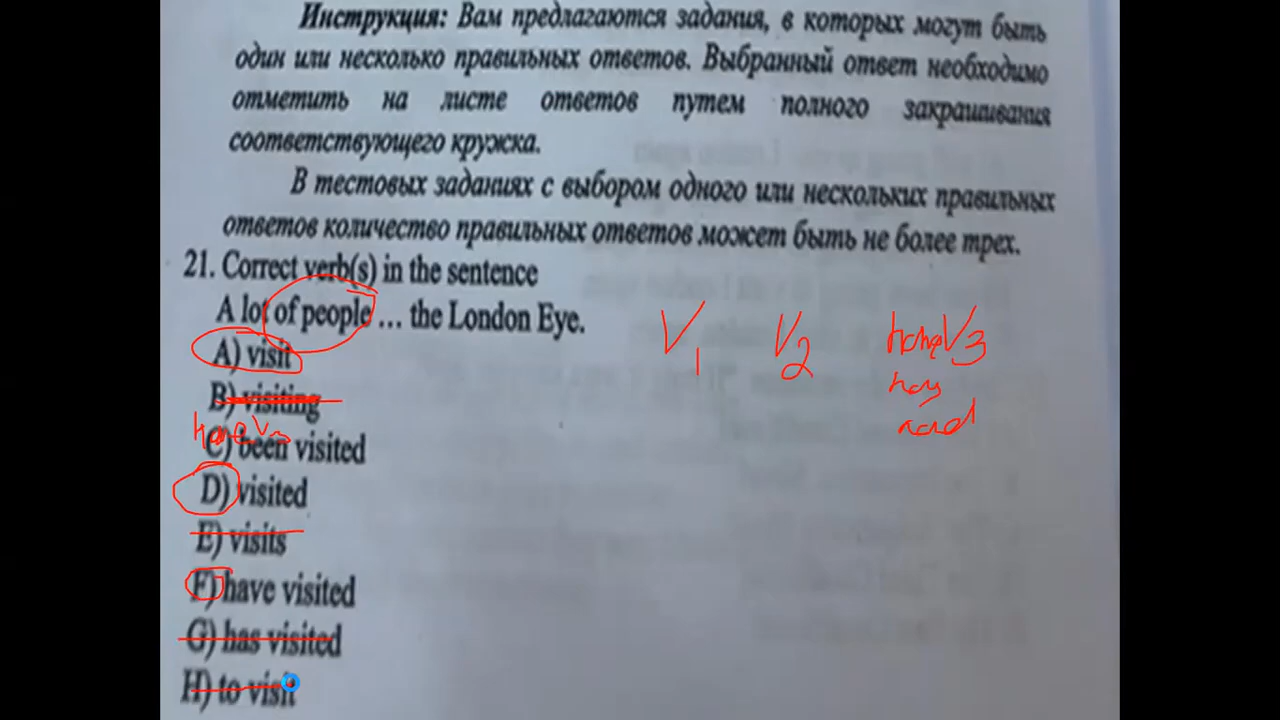 Инструкция: Вам предлагаются задания, в которых могут быть
один или несколько правильных ответов. Выбранный ответ необходимо
отметить на листе ответов путем полного закрашивания
соответствующего кружка.
В тестовых заданиях с выбором одного или нескольких правильных
ответов количество правильных ответов может быть не более трех.
21. Correct verb(s) in the sentence
A lot of people ... the London Eye.
A) visit
B) visiting
C) been visited
D) visited
E) visits
F) have visited
G) has visited
H) to visit
V1 V2 have V3
has